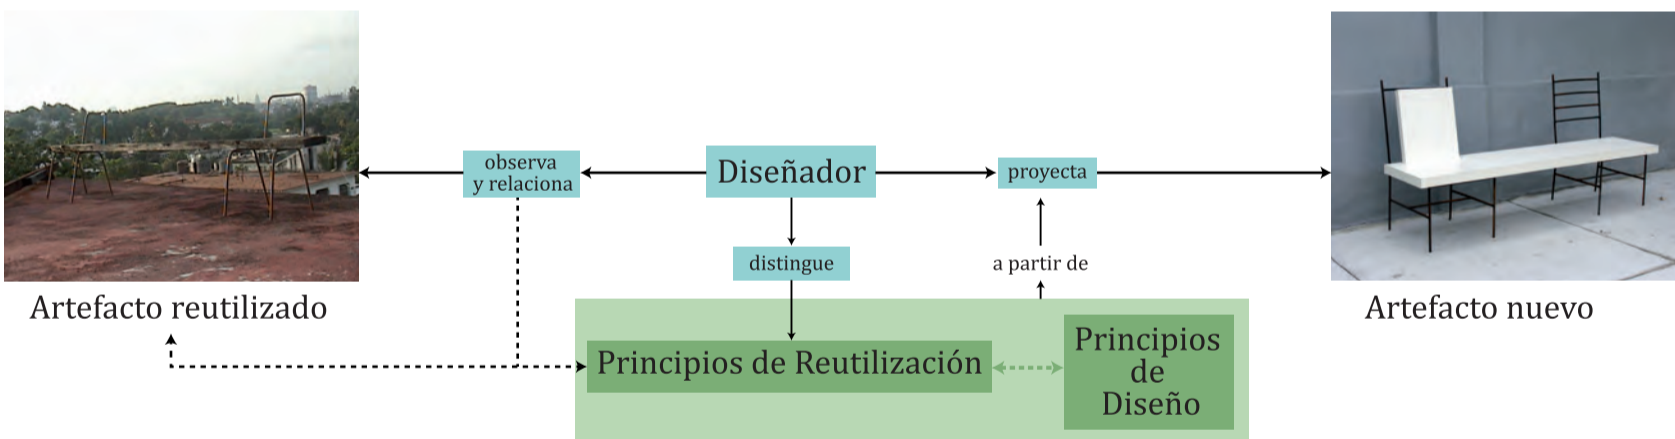 observa
y relaciona
Diseñador
proyecta
distingue
a partir de
Artefacto reutilizado
Artefacto nuevo
Principios de Reutilización
Principios
de
Diseño